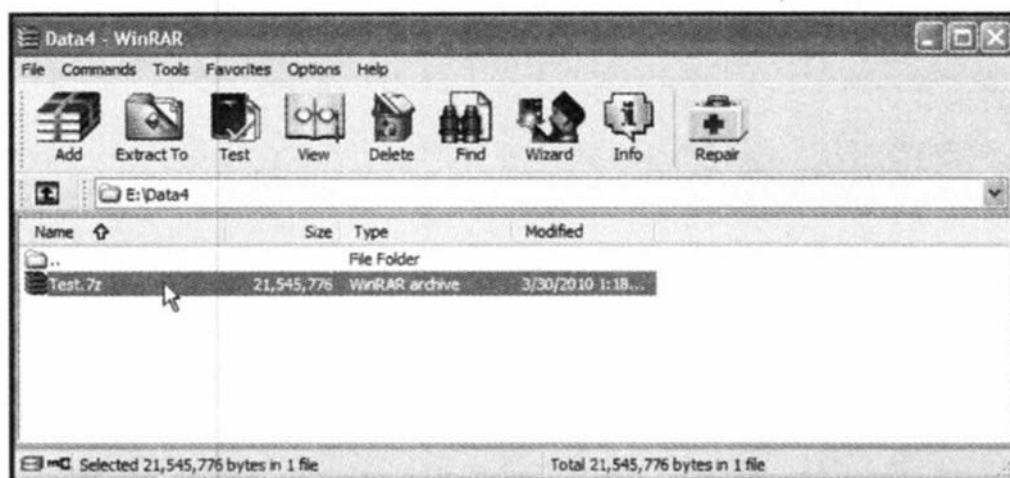 Data4 - WinRAR
File Commands Tools Favorites Options Help
Add Extract To Test View Delete Find Wizard Info Repair
E:\Data4
Name Size Type Modified
.. File Folder
Test.7z 21,545,776 WinRAR archive 3/30/2010 1:18...
Selected 21,545,776 bytes in 1 file Total 21,545,776 bytes in 1 file